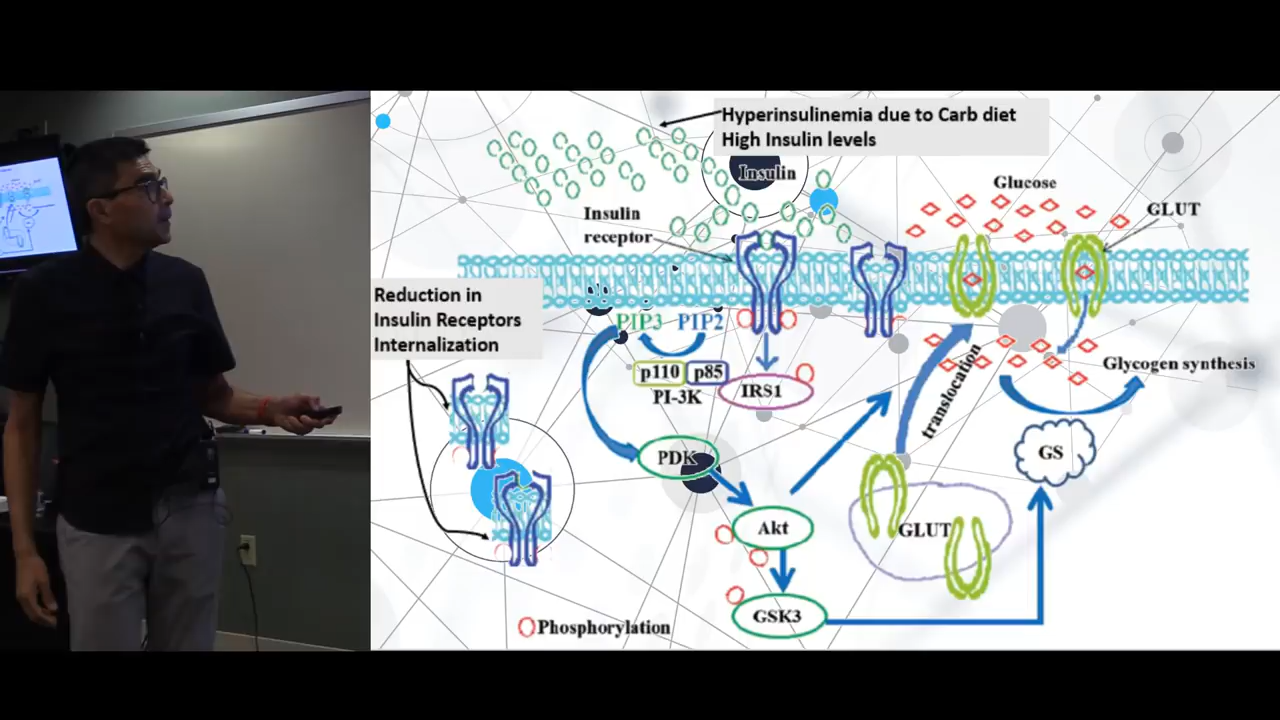 Hyperinsulinemia due to Carb diet
High Insulin levels
Insulin
Glucose
GLUT
Insulin
receptor
Reduction in
Insulin Receptors
Internalization
PIP3 PIP2
p110 p85
PI-3K
IRS1
translocation
Glycogen synthesis
PDK
GS
Akt
GLUT
GSK3
Phosphorylation